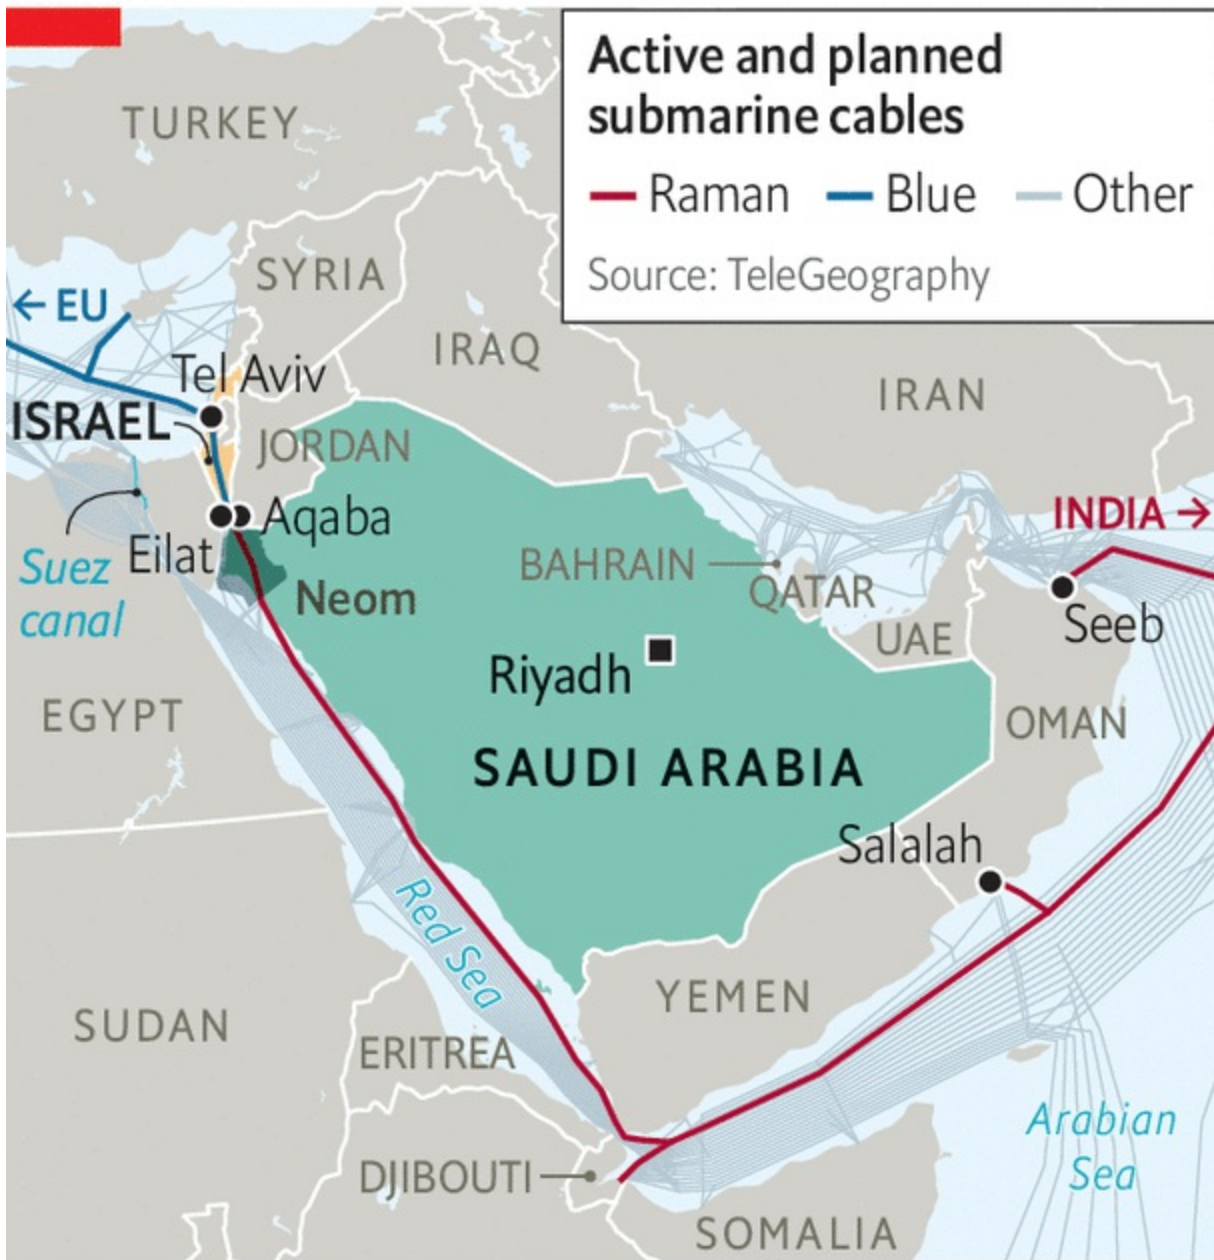 Active and planned
submarine cables
Raman Blue Other
Source: TeleGeography
TURKEY
SYRIA
← EU
IRAQ
Tel Aviv
IRAN
ISRAEL
JORDAN
INDIA →
Aqaba
Eilat
Suez
canal
BAHRAIN
QATAR
Neom
Seeb
UAE
Riyadh
EGYPT
OMAN
SAUDI ARABIA
Salalah
Red Sea
YEMEN
SUDAN
ERITREA
Arabian
Sea
DJIBOUTI
SOMALIA